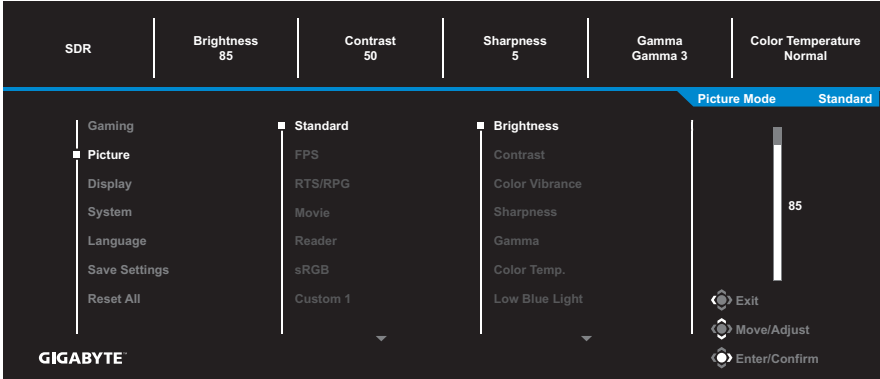 SDR
Brightness
85
Contrast
50
Sharpness
5
Gamma
Gamma 3
Color Temperature
Normal
Picture Mode Standard
Gaming
Picture
Display
System
Language
Save Settings
Reset All
Standard
FPS
RTS/RPG
Movie
Reader
sRGB
Custom 1
Brightness
Contrast
Color Vibrance
Sharpness
Gamma
Color Temp.
Low Blue Light
85
Exit
Move/Adjust
Enter/Confirm
GIGABYTE™